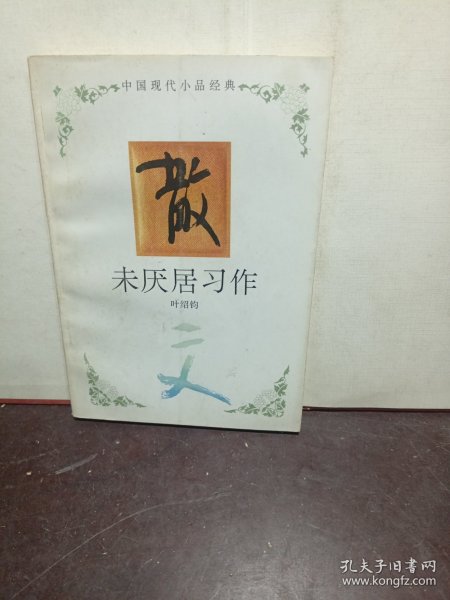 中国现代小品经典
散
未厌居习作
叶绍钧
文
孔夫子旧书网
www.kongfz.com